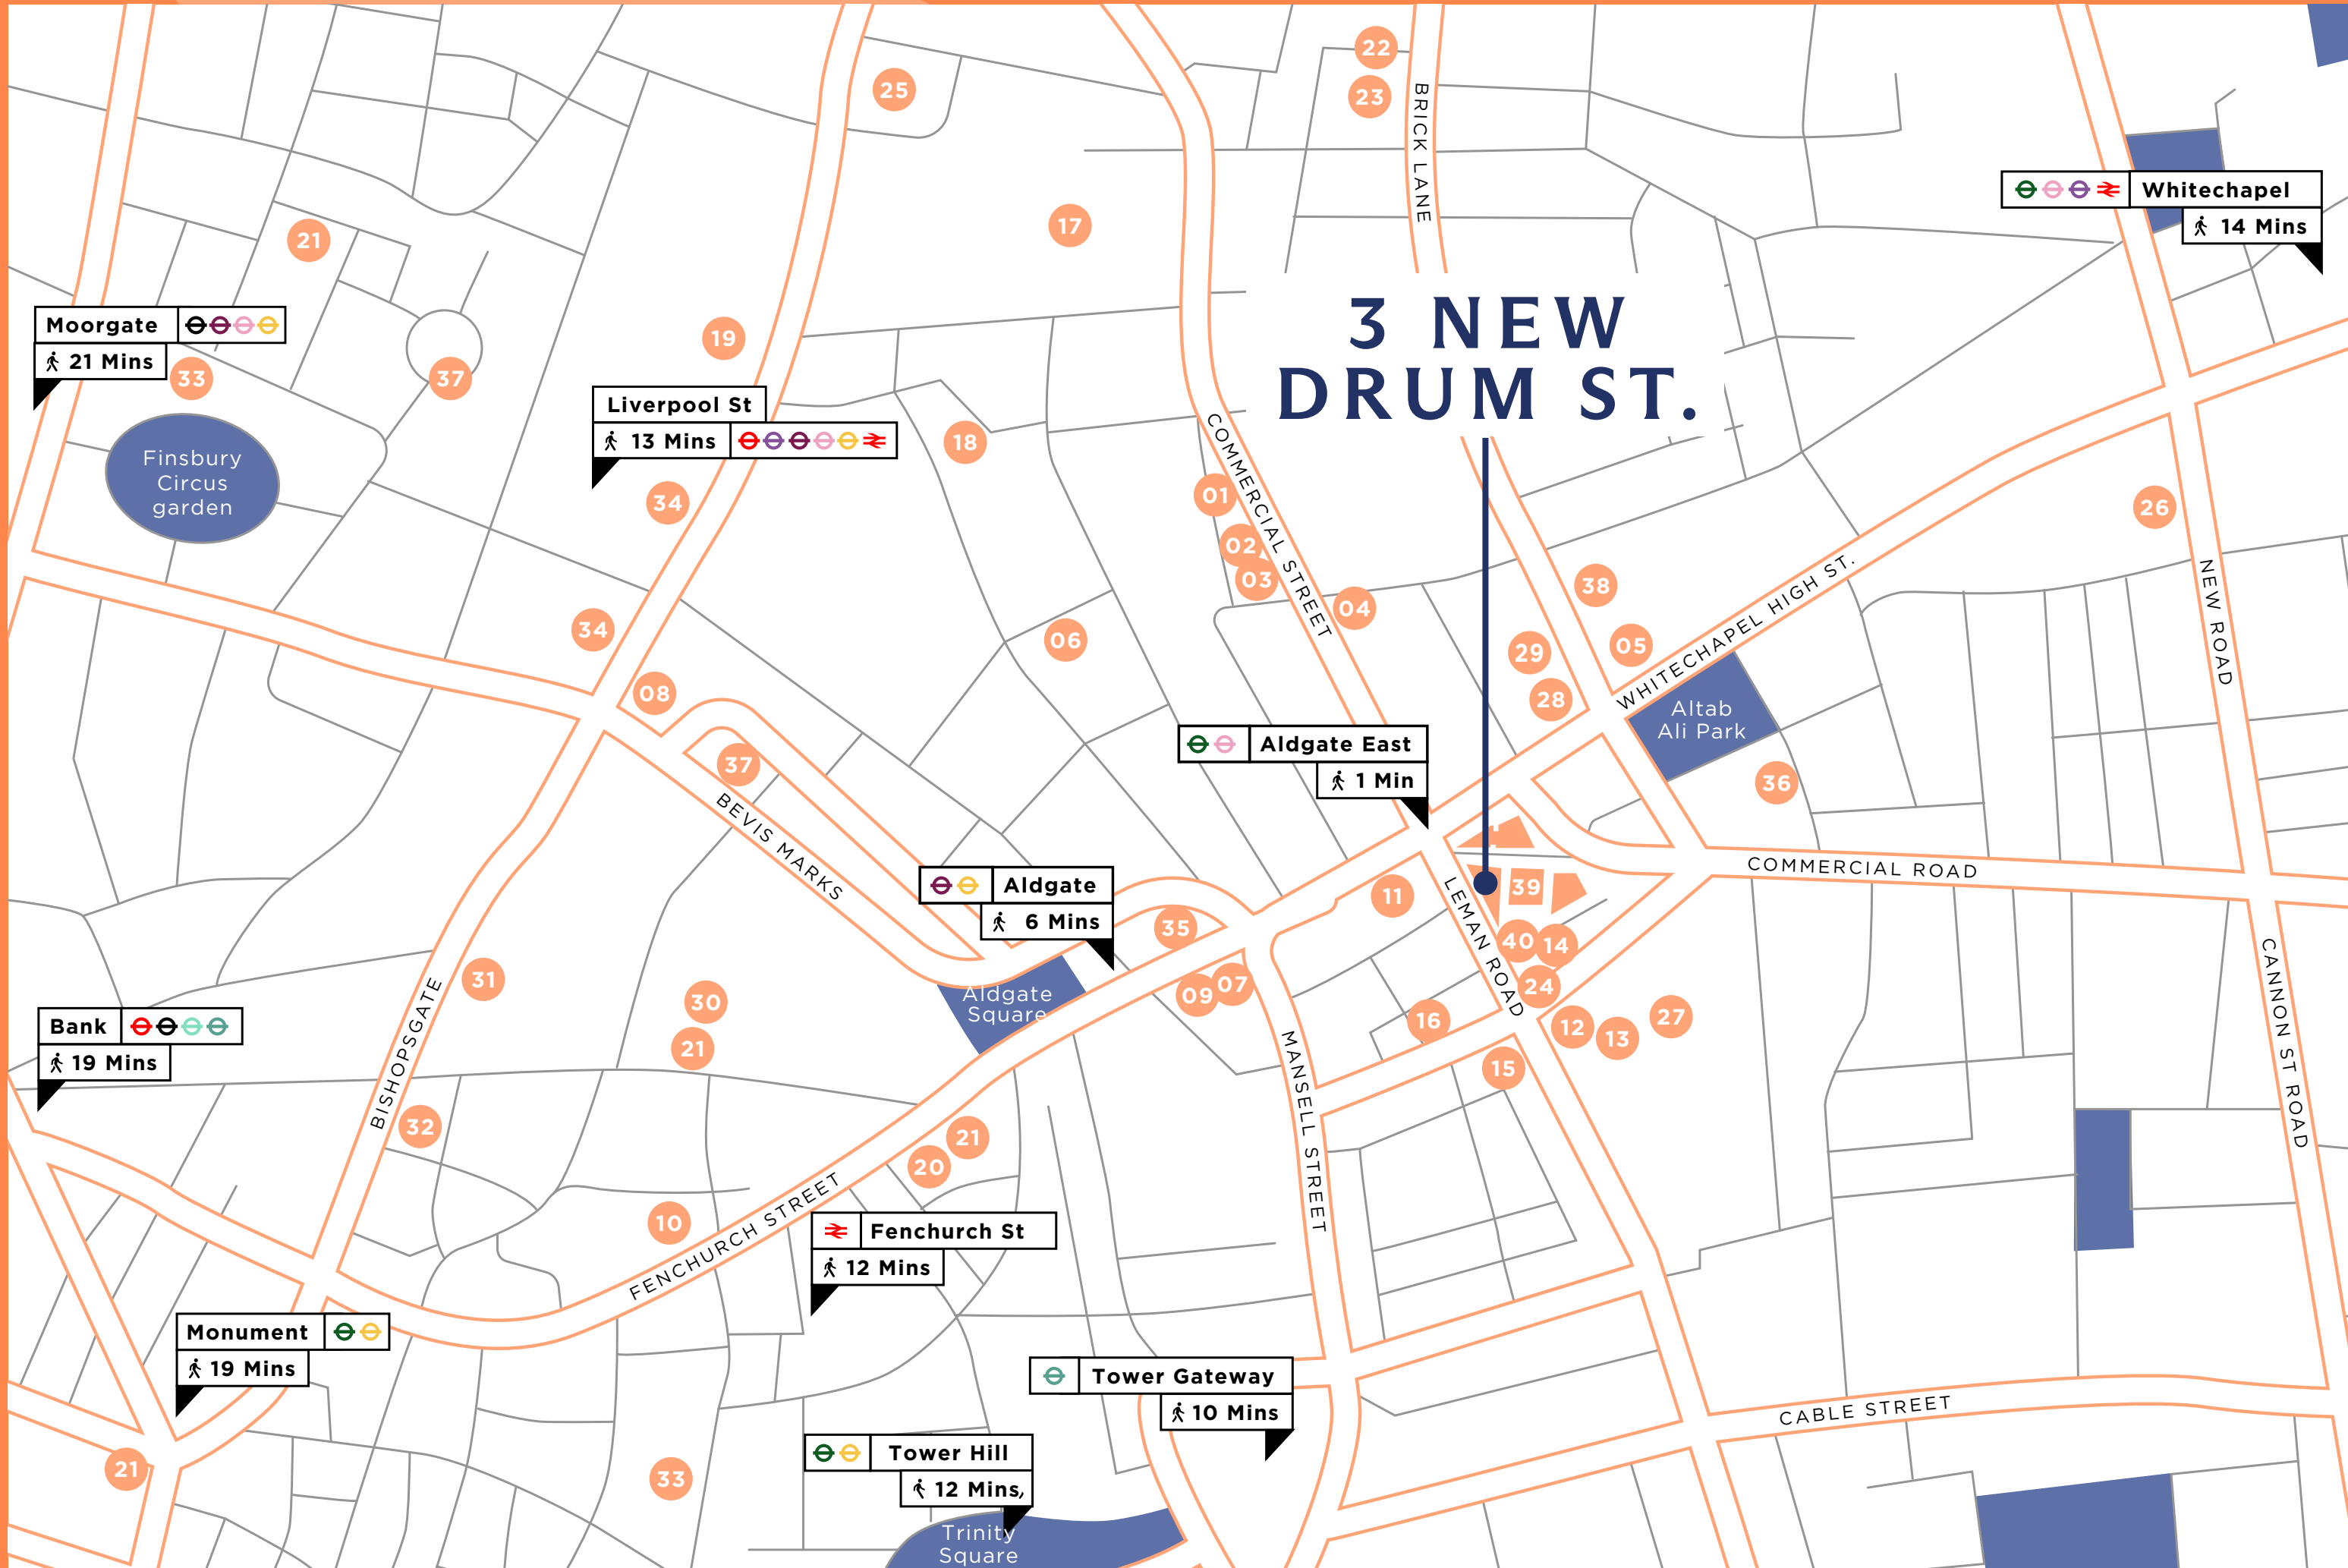 22
25
23
BRICK LANE
Whitechapel
14 Mins
17
21
3 NEW
DRUM ST.
Moorgate
21 Mins
19
33
37
Liverpool St
13 Mins
18
COMMERCIAL STREET
Finsbury
Circus
garden
34
01
26
02
03
04
38
WHITECHAPEL HIGH ST.
NEW ROAD
34
06
29
05
08
28
Altab
Ali Park
Aldgate East
1 Min
37
36
BEVIS MARKS
COMMERCIAL ROAD
Aldgate
6 Mins
11
39
LEMAN ROAD
35
40
14
31
30
09
07
24
Aldgate
Square
CANNON ST ROAD
BISHOPSGATE
Bank
19 Mins
21
16
12
13
27
15
MANSELL STREET
32
21
20
10
FENCHURCH STREET
Fenchurch St
12 Mins
Monument
19 Mins
Tower Gateway
10 Mins
CABLE STREET
21
33
Tower Hill
12 Mins,
Trinity
Square